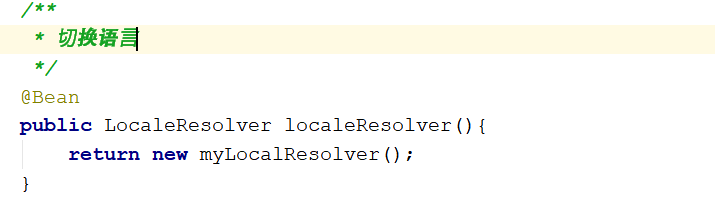 /**
 * 切换语言
 */
@Bean
public LocaleResolver localeResolver(){
    return new myLocalResolver();
}